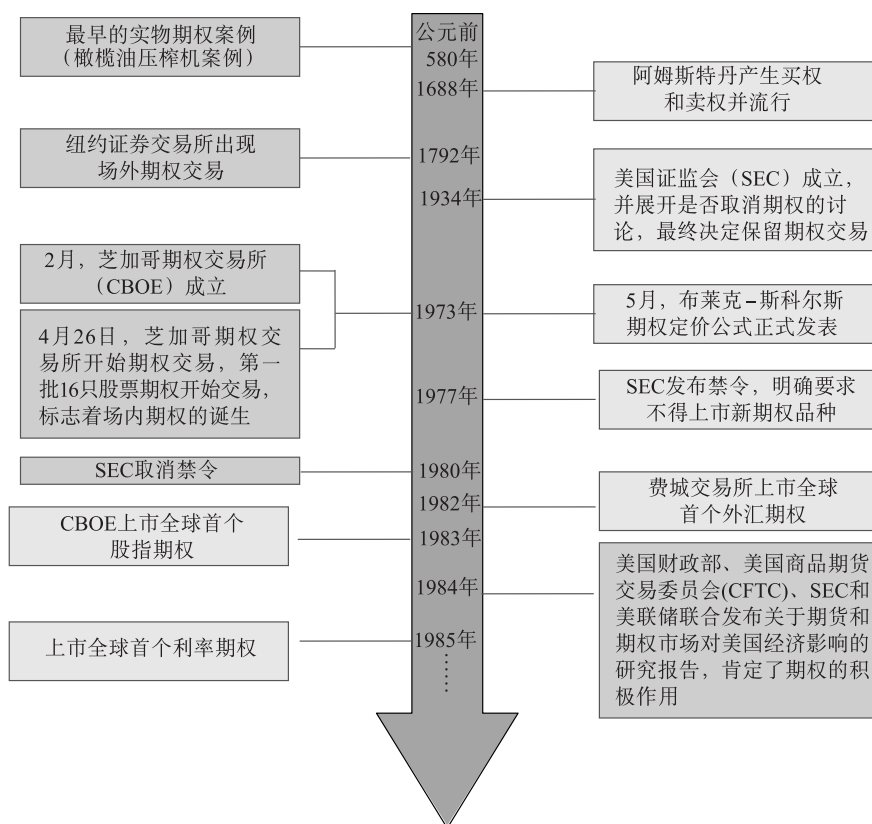 最早的实物期权案例
（橄榄油压榨机案例）
公元前
580年
1688年
阿姆斯特丹产生买权
和卖权并流行
纽约证券交易所出现
场外期权交易
1792年
1934年
美国证监会（SEC）成立，
并展开是否取消期权的讨
论，最终决定保留期权交易
2月，芝加哥期权交易所
（CBOE）成立
4月26日，芝加哥期权交
易所开始期权交易，第一
批16只股票期权开始交易，
标志着场内期权的诞生
1973年
5月，布莱克–斯科尔斯
期权定价公式正式发表
1977年
SEC发布禁令，明确要求
不得上市新期权品种
SEC取消禁令
1980年
1982年
费城交易所上市全球
首个外汇期权
CBOE上市全球首个
股指期权
1983年
1984年
美国财政部、美国商品期货
交易委员会(CFTC)、SEC和
美联储联合发布关于期货和
期权市场对美国经济影响的
研究报告，肯定了期权的积
极作用
上市全球首个利率期权
1985年
……